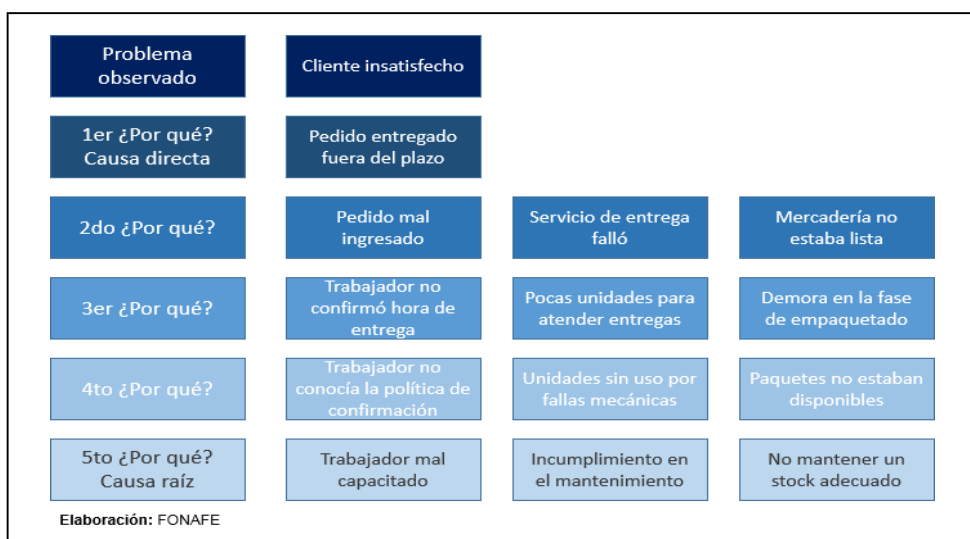 Problema
observado
Cliente insatisfecho
1er ¿Por qué?
Causa directa
Pedido entregado
fuera del plazo
2do ¿Por qué?
Pedido mal
ingresado
Servicio de entrega
falló
Mercadería no
estaba lista
3er ¿Por qué?
Trabajador no
confirmó hora de
entrega
Pocas unidades para
atender entregas
Demora en la fase
de empaquetado
4to ¿Por qué?
Trabajador no
conocía la política de
confirmación
Unidades sin uso por
fallas mecánicas
Paquetes no estaban
disponibles
5to ¿Por qué?
Causa raíz
Trabajador mal
capacitado
Incumplimiento en
el mantenimiento
No mantener un
stock adecuado
Elaboración: FONAFE